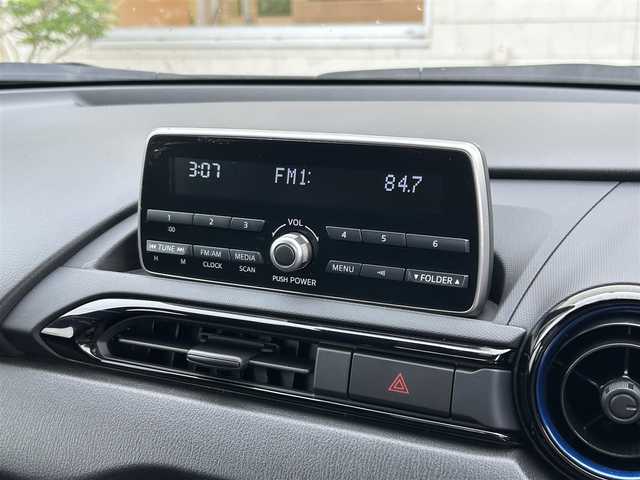 3:07 FM1: 84.7
VOL
1 2 3 4 5 6
:00
⏮ TUNE ⏭ FM/AM MEDIA MENU ▼ FOLDER ▲
H M CLOCK SCAN
PUSH POWER